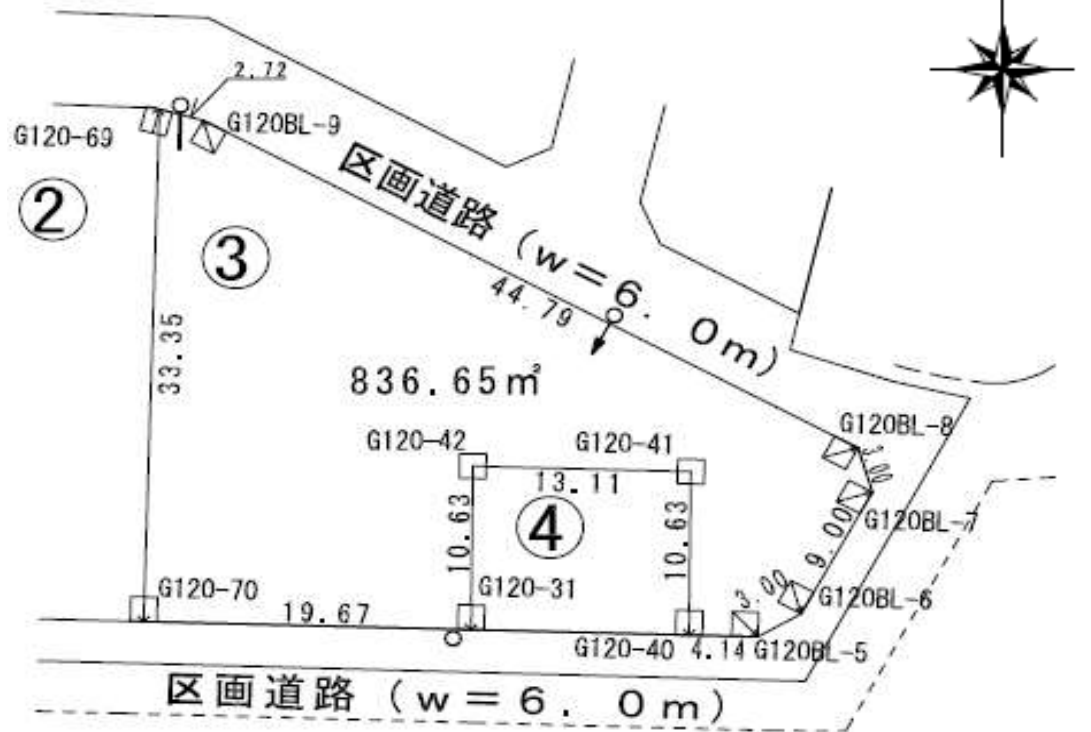 2.72
G120-69
G120BL-9
区画道路 (w=6. 0m)
②
③
44.79
33.35
836.65㎡
G120-42
G120-41
G120BL-8
3.00
13.11
10.63
④
10.63
9.00
G120BL-7
G120-70
G120-31
3.00
G120BL-6
19.67
G120-40
4.14
G120BL-5
区画道路 (w=6. 0m)